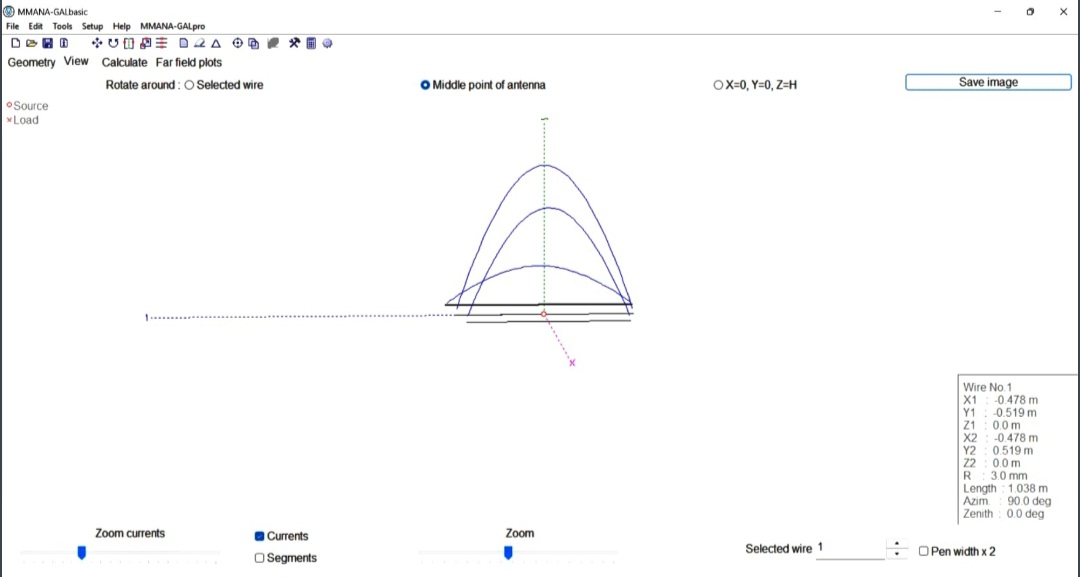 MMANA-GALbasic
File Edit Tools Setup Help MMANA-GALpro
Geometry View Calculate Far field plots
Rotate around : Selected wire Middle point of antenna X=0, Y=0, Z=H Save image
Source
Load
1
X
Wire No.1
X1 : -0.478 m
Y1 : -0.519 m
Z1 : 0.0 m
X2 : -0.478 m
Y2 : 0.519 m
Z2 : 0.0 m
R : 3.0 mm
Length : 1.038 m
Azim. : 90.0 deg
Zenith : 0.0 deg
Zoom currents Currents Zoom
Segments
Selected wire 1 Pen width x 2